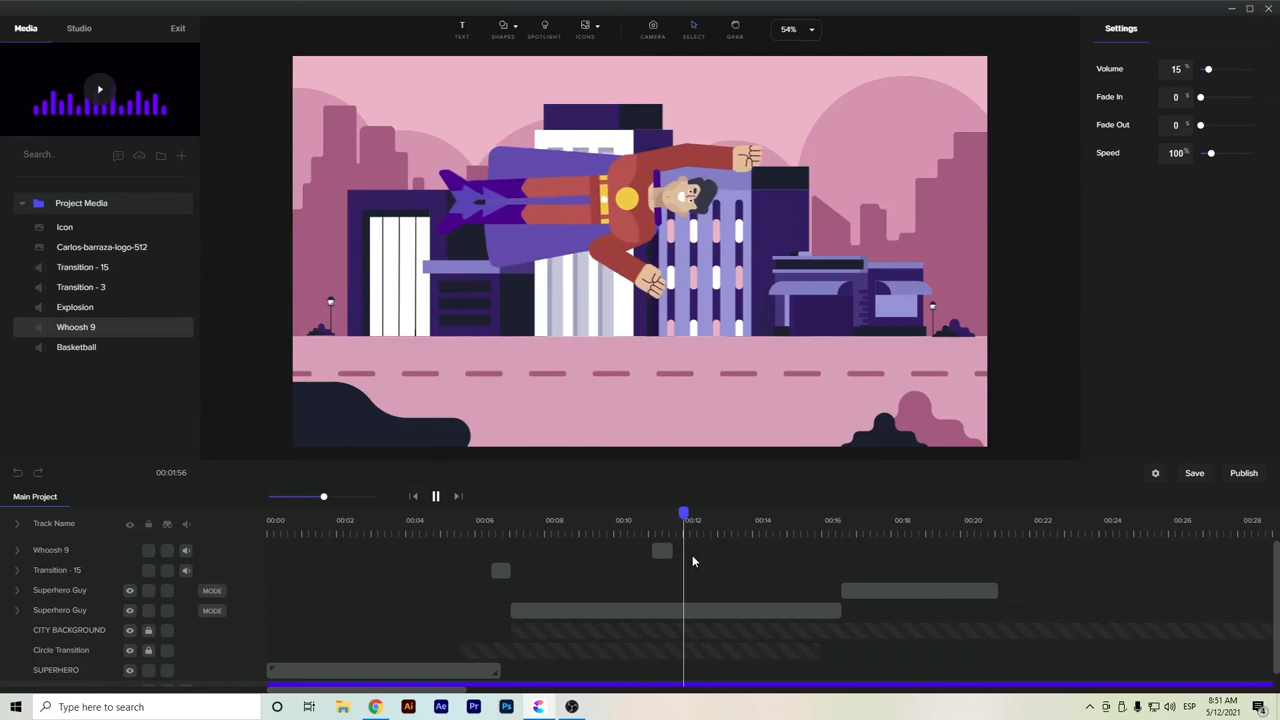 Media Studio Exit
TEXT SHAPES SPOTLIGHT ICONS CAMERA SELECT GRAB 54%
Settings
Volume 15 %
Fade In 0 s
Fade Out 0 s
Speed 100 %
Search..
Project Media
Icon
Carlos-barraza-logo-512
Transition - 15
Transition - 3
Explosion
Whoosh 9
Basketball
00:01:56
Save Publish
Main Project
Track Name
00:00 00:02 00:04 00:06 00:08 00:10 00:12 00:14 00:16 00:18 00:20 00:22 00:24 00:26 00:28
Whoosh 9
Transition - 15
Superhero Guy MODE
Superhero Guy MODE
CITY BACKGROUND
Circle Transition
SUPERHERO
Type here to search
Ai Ae Pr Ps
ESP
8:51 AM
5/12/2021
4